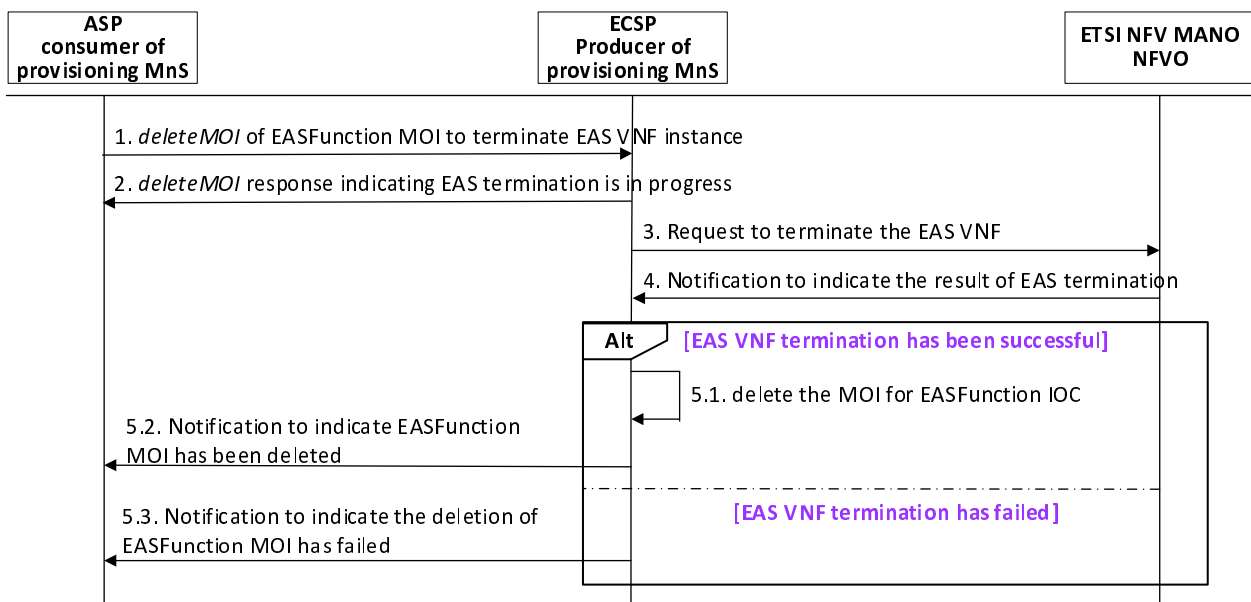 ASP
consumer of
provisioning MnS
ECSP
Producer of
provisioning MnS
ETSI NFV MANO
NFVO
1. deleteMOI of EASFunction MOI to terminate EAS VNF instance
2. deleteMOI response indicating EAS termination is in progress
3. Request to terminate the EAS VNF
4. Notification to indicate the result of EAS termination
Alt
[EAS VNF termination has been successful]
5.1. delete the MOI for EASFunction IOC
5.2. Notification to indicate EASFunction
MOI has been deleted
[EAS VNF termination has failed]
5.3. Notification to indicate the deletion of
EASFunction MOI has failed